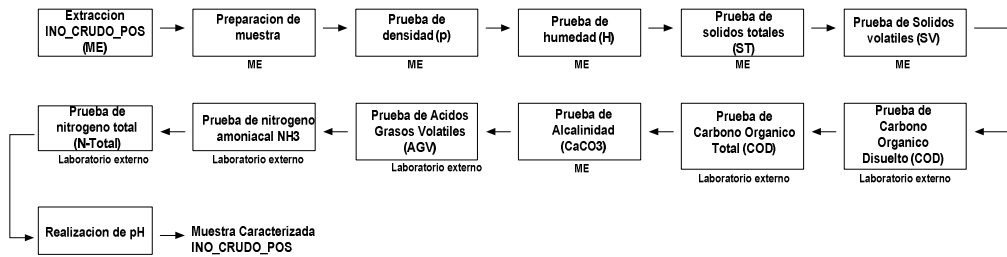 Extraccion
INO_CRUDO_POS
(ME)
Preparacion de
muestra
ME
Prueba de
densidad (p)
ME
Prueba de
humedad (H)
ME
Prueba de
solidos totales
(ST)
ME
Prueba de Solidos
volatiles (SV)
ME
Prueba de
Carbono
Organico
Disuelto (COD)
Laboratorio externo
Prueba de
Carbono Organico
Total (COD)
Laboratorio externo
Prueba de
Alcalinidad
(CaCO3)
ME
Prueba de Acidos
Grasos Volatiles
(AGV)
Laboratorio externo
Prueba de nitrogeno
amoniacal NH3
Laboratorio externo
Prueba de
nitrogeno total
(N-Total)
Laboratorio externo
Realizacion de pH
Muestra Caracterizada
INO_CRUDO_POS